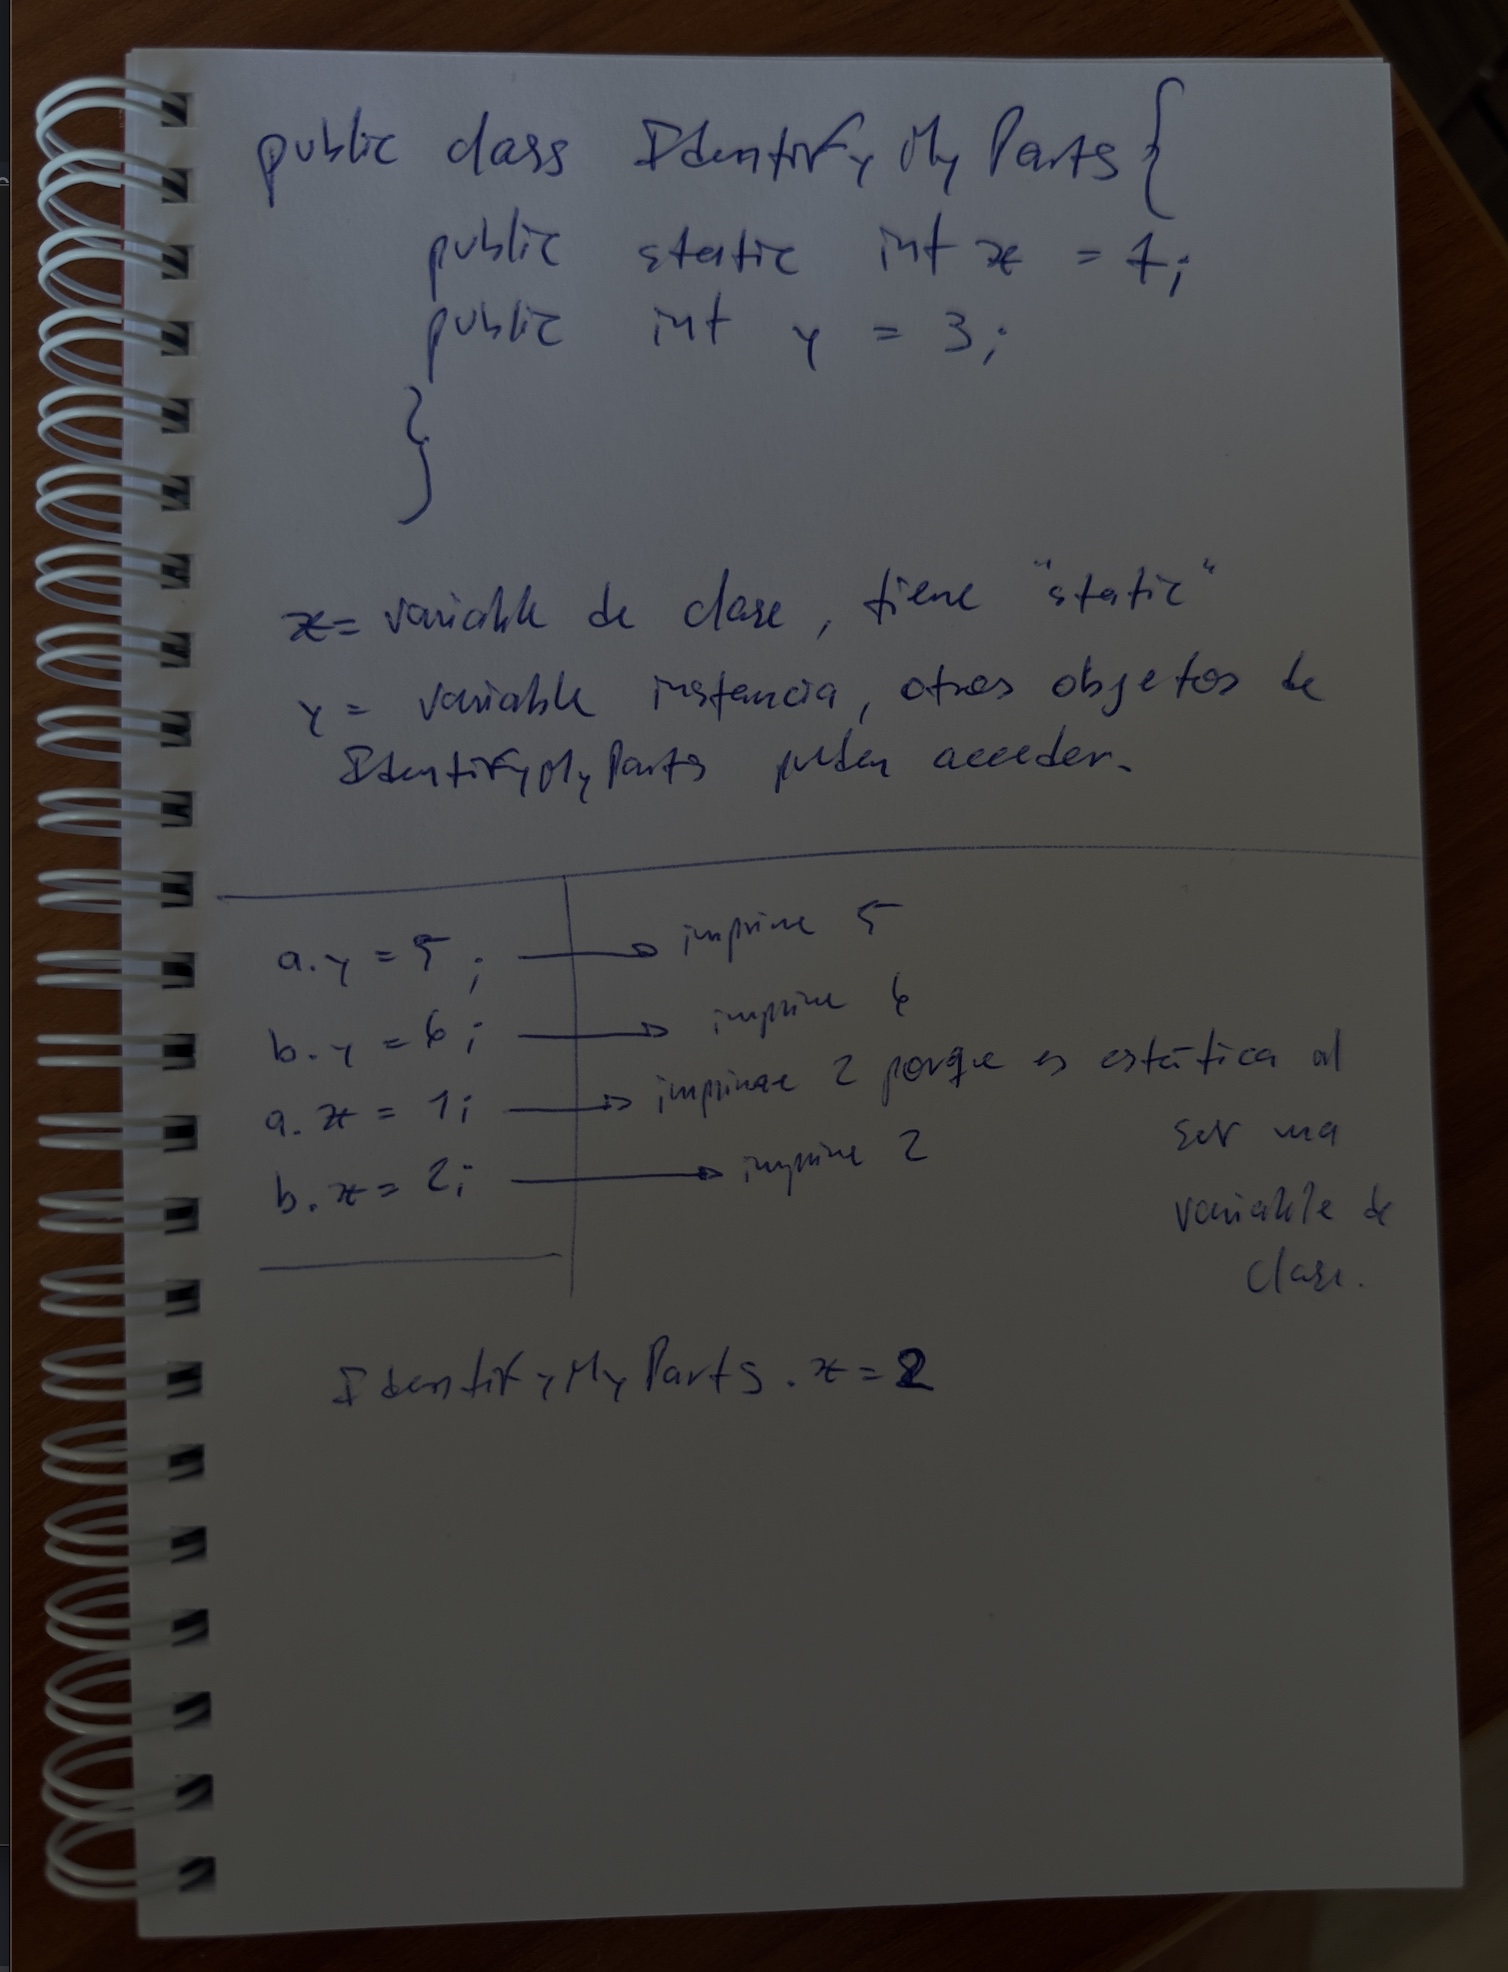 public class IdentifyMyParts {
public static int x = 7;
public int y = 3;
}
x = variable de clase, tiene "static"
y = variable instancia, otros objetos de
IdentifyMyParts pueden acceder.
a.y = 5; → imprime 5
b.y = 6; → imprime 6
a.x = 1; → imprime 2 porque es estática al
ser una
b.x = 2; → imprime 2
variable de
clase.
IdentifyMyParts.x = 2